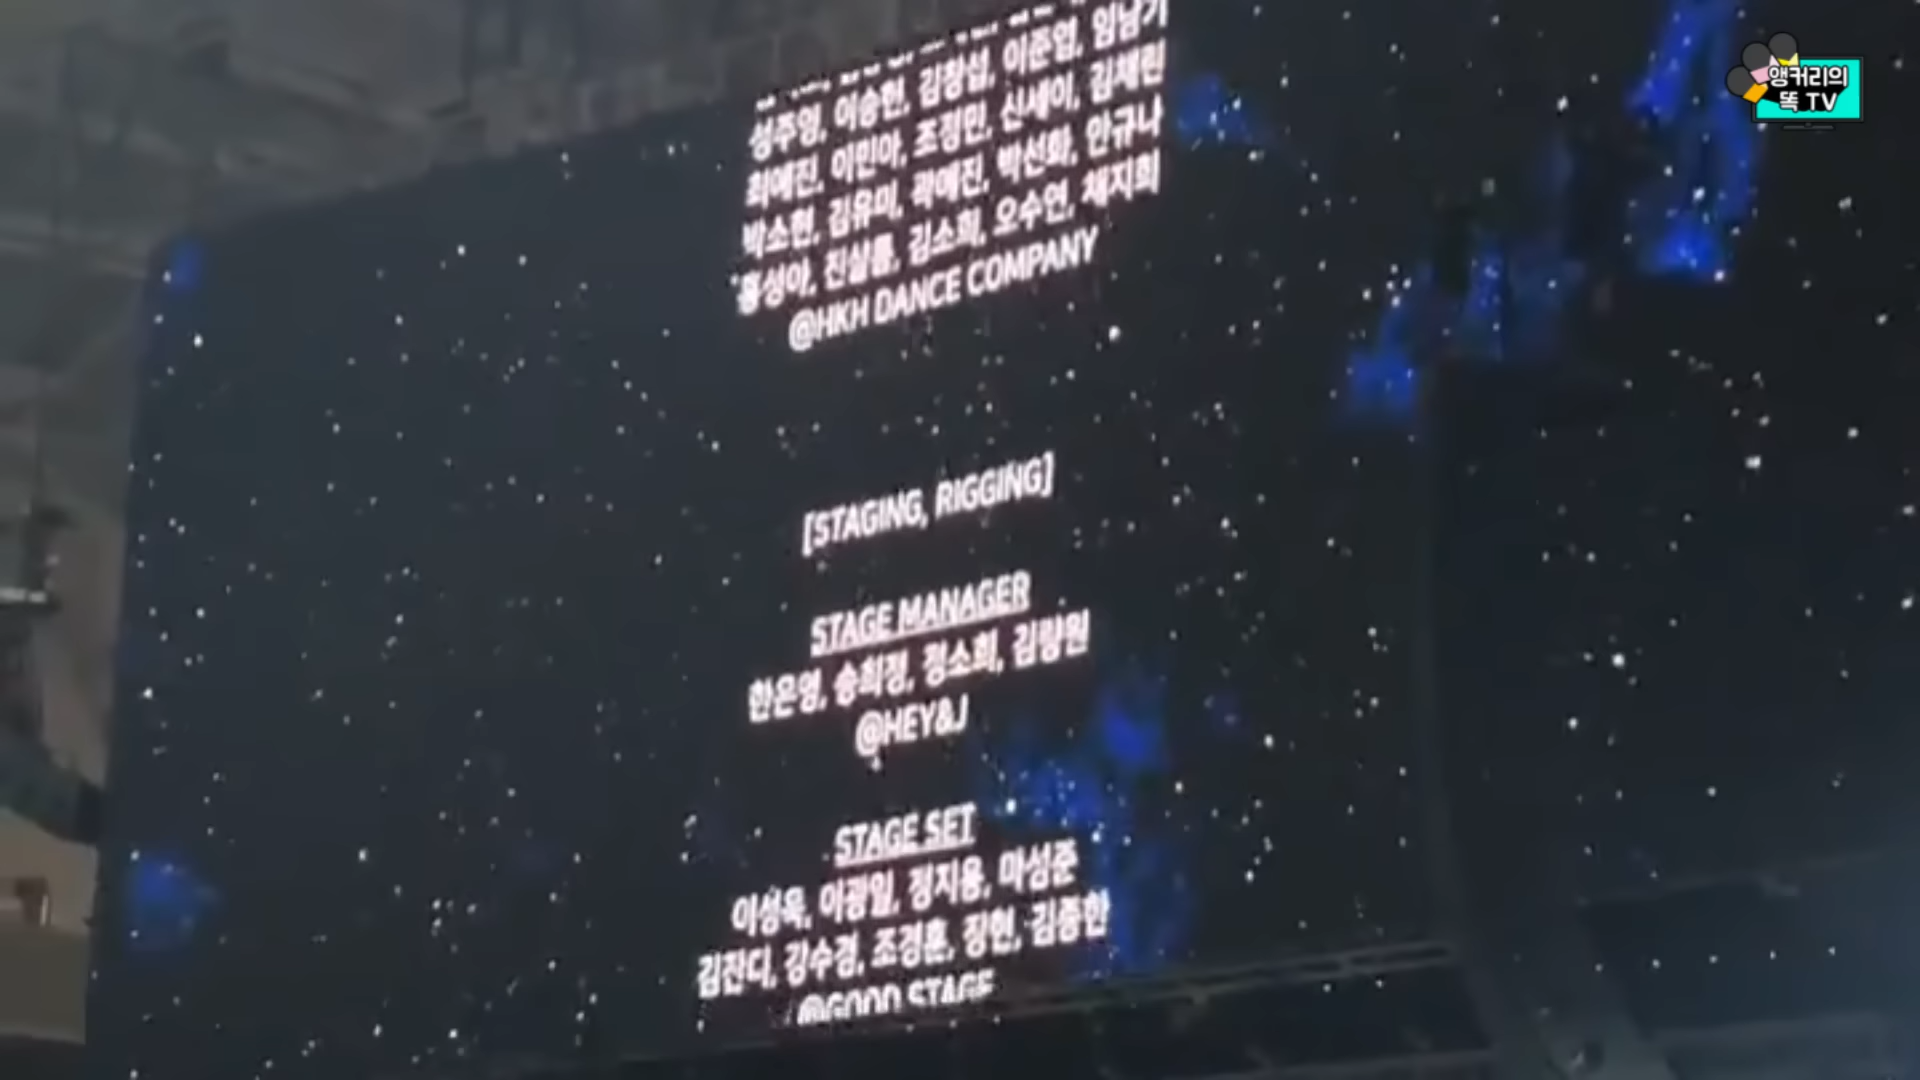 성주영, 이승현, 김창섭, 이준엽, 임남기
최예진, 이민아, 조정민, 신세이, 김채린
박소현, 김유미, 곽예진, 박선화, 안규나
홍성아, 진살룸, 김소희, 오수연, 채지희
@HKH DANCE COMPANY
[STAGING, RIGGING]
STAGE MANAGER
한은영, 송희정, 정소희, 김량원
@HEY&J
STAGE SET
이성욱, 이광일, 정지용, 마성준
김잔디, 강수경, 조경훈, 장현, 김종한
@GOOD STAGE
앵커리의
똑 TV